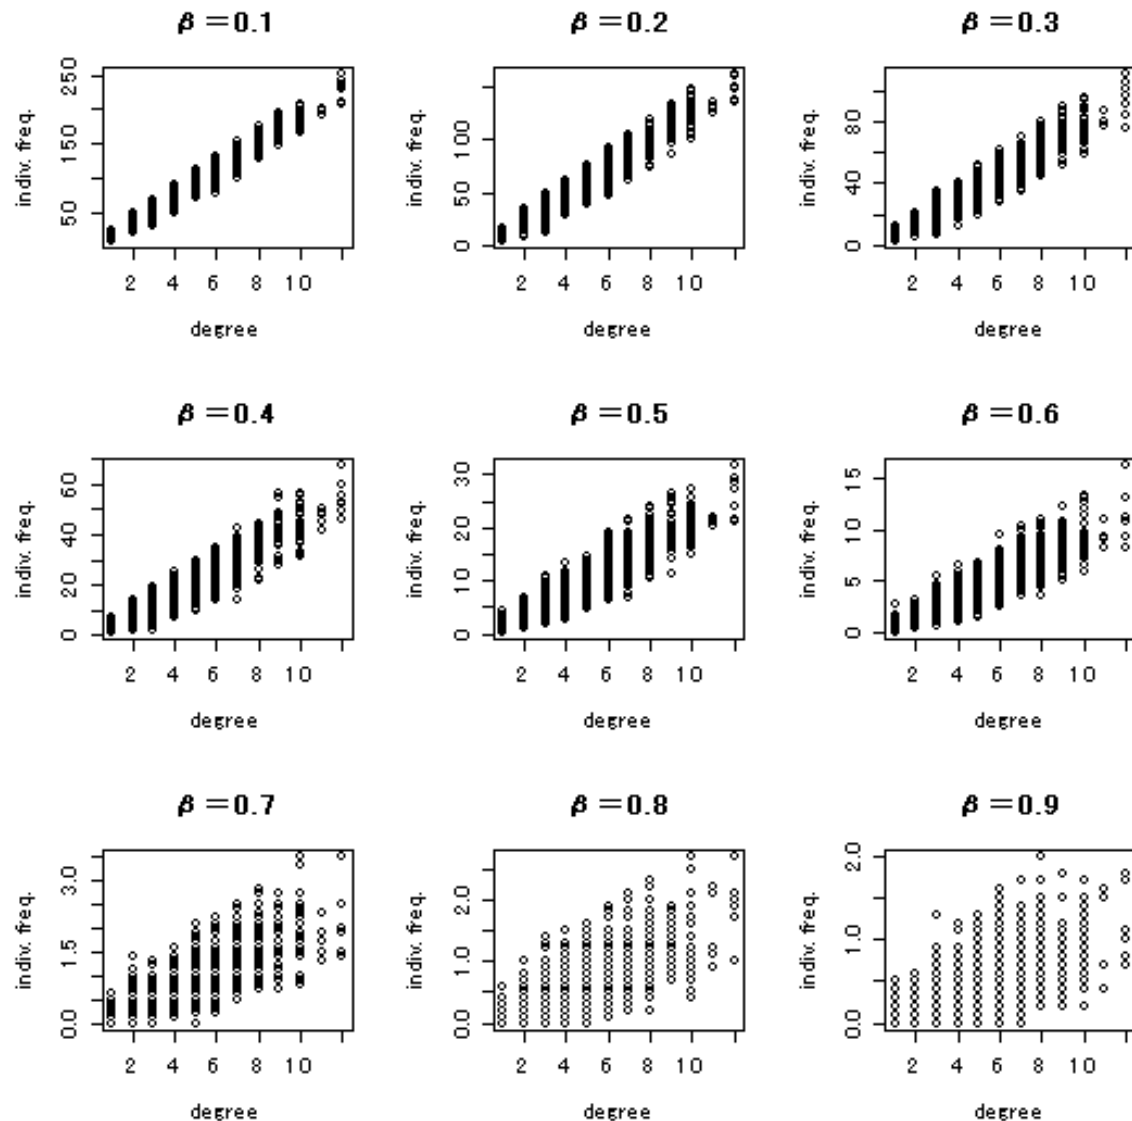 β=0.1
250
150
50
indiv. freq.
2 4 6 8 10
degree
β=0.2
100
50
0
indiv. freq.
2 4 6 8 10
degree
β=0.3
80
40
0
indiv. freq.
2 4 6 8 10
degree
β=0.4
60
40
20
0
indiv. freq.
2 4 6 8 10
degree
β=0.5
30
20
10
0
indiv. freq.
2 4 6 8 10
degree
β=0.6
15
10
5
0
indiv. freq.
2 4 6 8 10
degree
β=0.7
3.0
1.5
0.0
indiv. freq.
2 4 6 8 10
degree
β=0.8
2.0
1.0
0.0
indiv. freq.
2 4 6 8 10
degree
β=0.9
2.0
1.0
0.0
indiv. freq.
2 4 6 8 10
degree